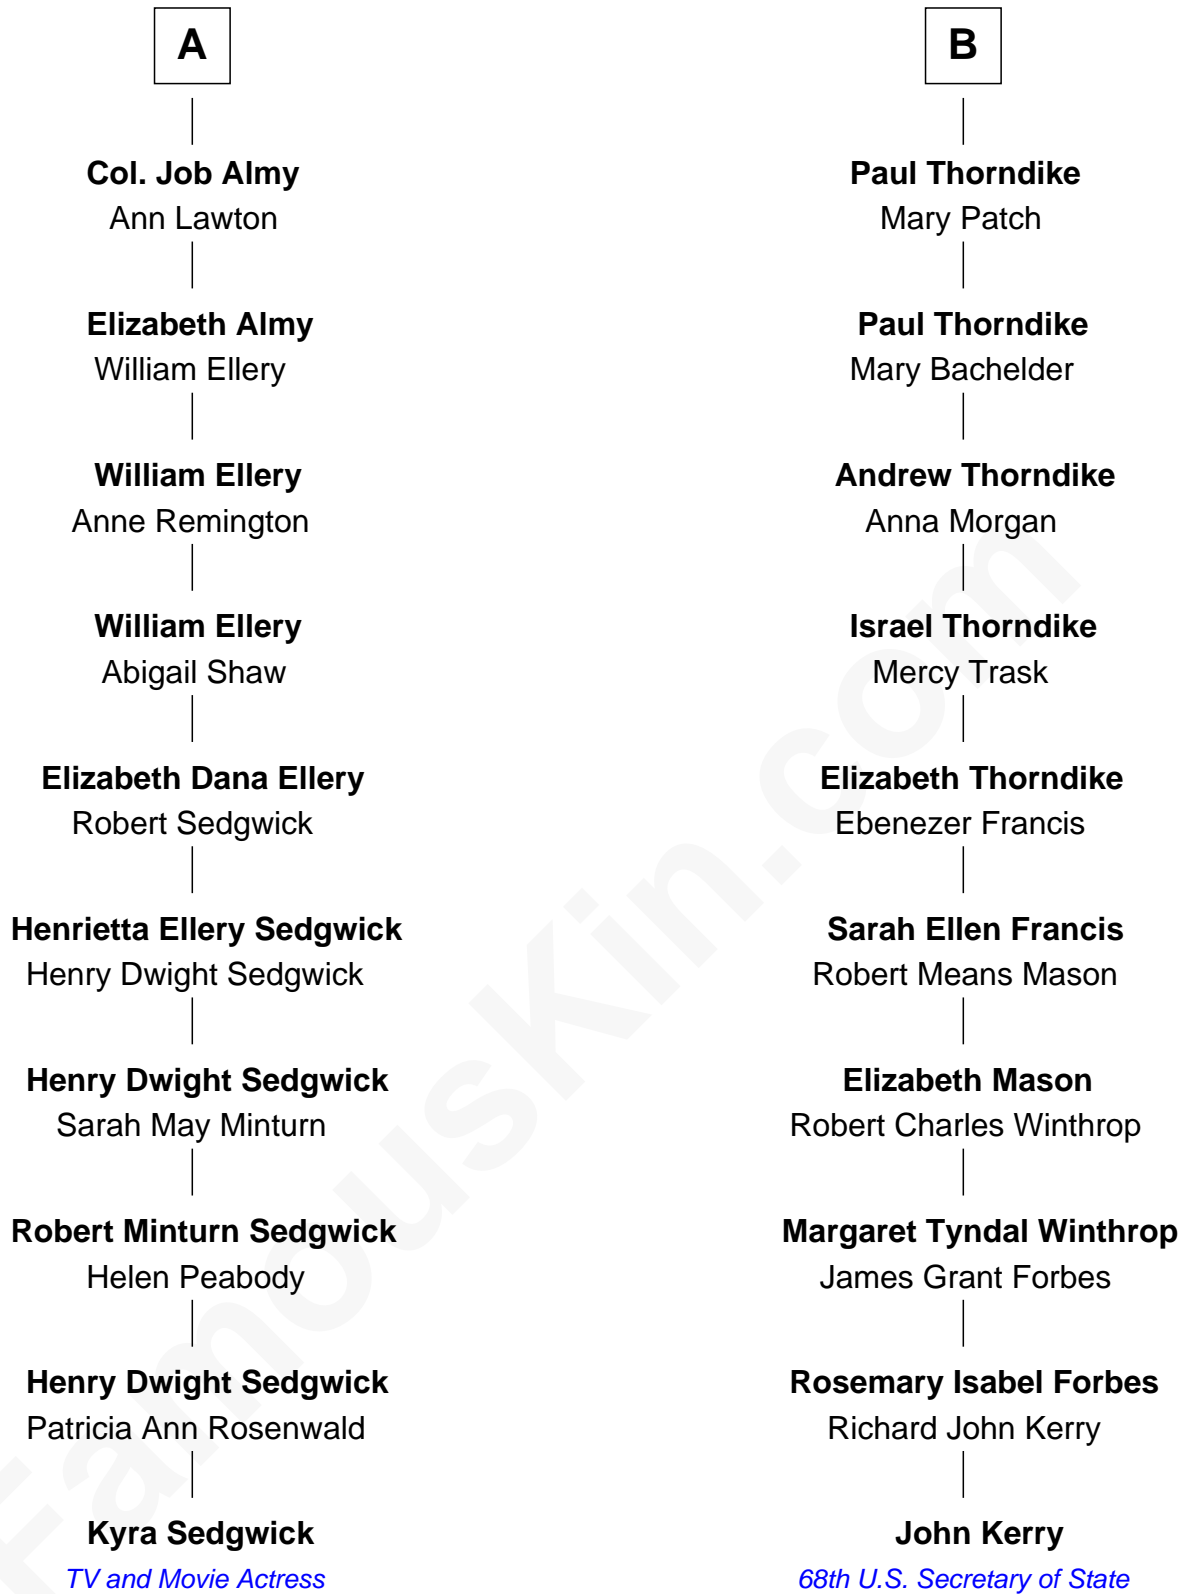 A
Col. Job Almy
Ann Lawton
Elizabeth Almy
William Ellery
William Ellery
Anne Remington
William Ellery
Abigail Shaw
Elizabeth Dana Ellery
Robert Sedgwick
Henrietta Ellery Sedgwick
Henry Dwight Sedgwick
Henry Dwight Sedgwick
Sarah May Minturn
Robert Minturn Sedgwick
Helen Peabody
Henry Dwight Sedgwick
Patricia Ann Rosenwald
Kyra Sedgwick
TV and Movie Actress
B
Paul Thorndike
Mary Patch
Paul Thorndike
Mary Bachelder
Andrew Thorndike
Anna Morgan
Israel Thorndike
Mercy Trask
Elizabeth Thorndike
Ebenezer Francis
Sarah Ellen Francis
Robert Means Mason
Elizabeth Mason
Robert Charles Winthrop
Margaret Tyndal Winthrop
James Grant Forbes
Rosemary Isabel Forbes
Richard John Kerry
John Kerry
68th U.S. Secretary of State
FamousKin.com